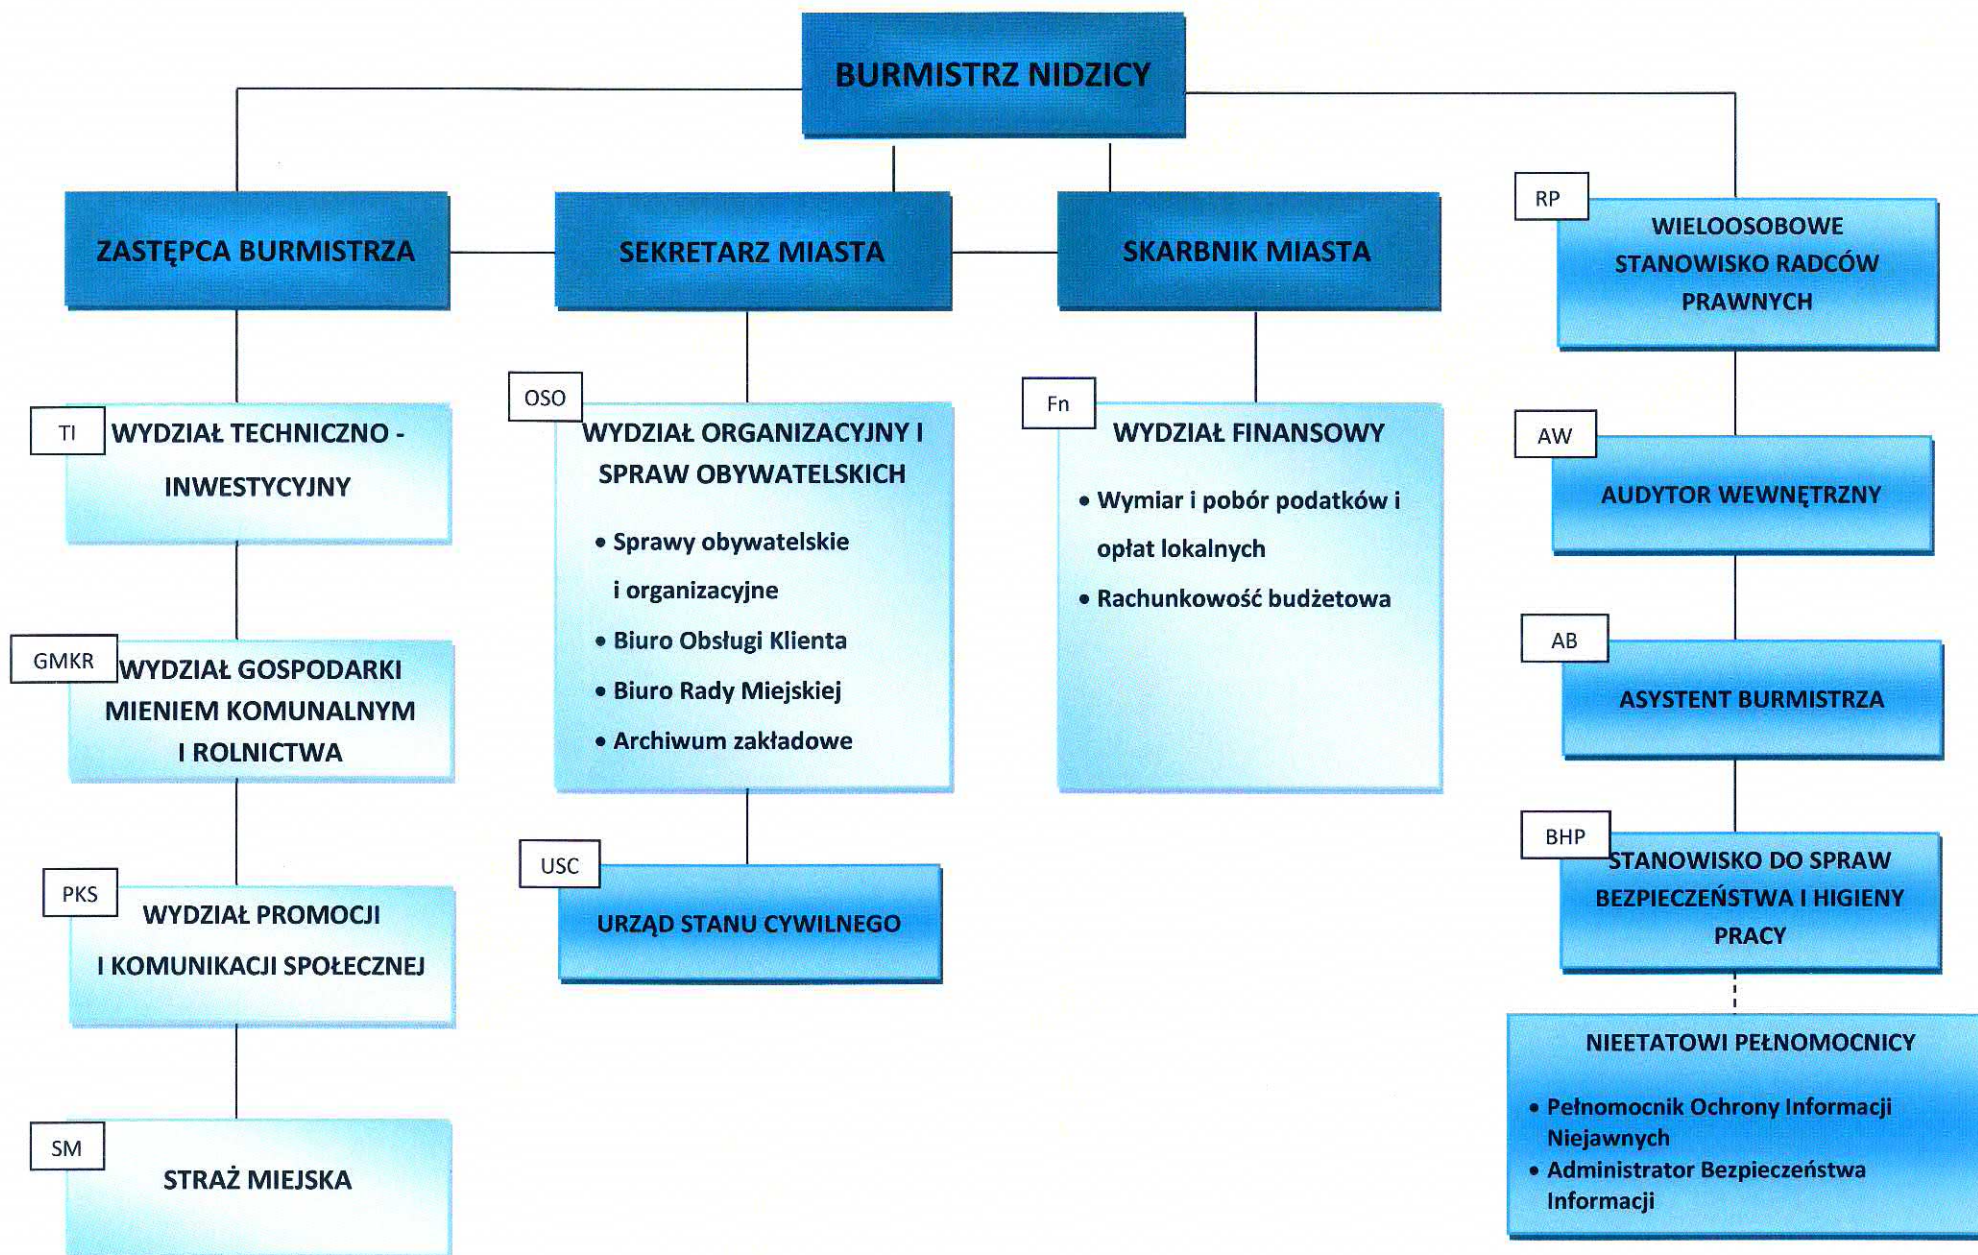 BURMISTRZ NIDZICY
ZASTĘPCA BURMISTRZA
SEKRETARZ MIASTA
SKARBNIK MIASTA
RP
WIELOOSOBOWE
STANOWISKO RADCÓW
PRAWNYCH
TI
WYDZIAŁ TECHNICZNO -
INWESTYCYJNY
GMKR
WYDZIAŁ GOSPODARKI
MIENIEM KOMUNALNYM
I ROLNICTWA
PKS
WYDZIAŁ PROMOCJI
I KOMUNIKACJI SPOŁECZNEJ
SM
STRAŻ MIEJSKA
OSO
WYDZIAŁ ORGANIZACYJNY I
SPRAW OBYWATELSKICH
• Sprawy obywatelskie
i organizacyjne
• Biuro Obsługi Klienta
• Biuro Rady Miejskiej
• Archiwum zakładowe
USC
URZĄD STANU CYWILNEGO
Fn
WYDZIAŁ FINANSOWY
• Wymiar i pobór podatków i
opłat lokalnych
• Rachunkowość budżetowa
AW
AUDYTOR WEWNĘTRZNY
AB
ASYSTENT BURMISTRZA
BHP
STANOWISKO DO SPRAW
BEZPIECZEŃSTWA I HIGIENY
PRACY
NIEETATOWI PEŁNOMOCNICY
• Pełnomocnik Ochrony Informacji
Niejawnych
• Administrator Bezpieczeństwa
Informacji